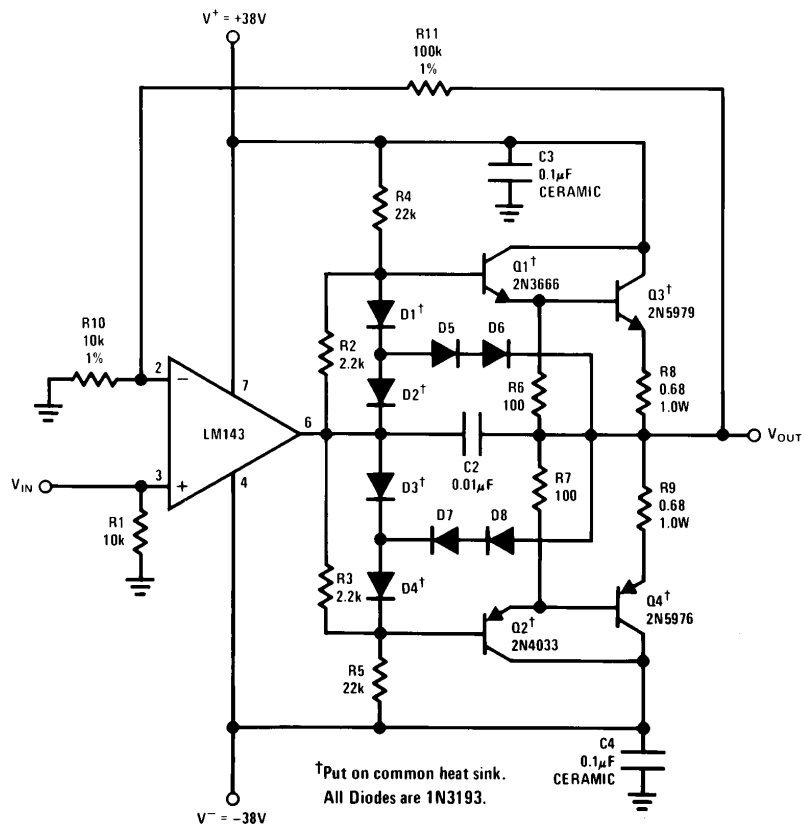 V⁺ = +38V
R11
100k
1%
C3
0.1μF
CERAMIC
R4
22k
Q1†
2N3666
Q3†
2N5979
D1†
D5
D6
R10
10k
1%
R2
2.2k
R8
0.68
1.0W
2
7
D2†
R6
100
LM143
6
VOUT
3
4
VIN
C2
0.01μF
R7
100
D3†
R9
0.68
1.0W
R1
10k
D7
D8
R3
2.2k
D4†
Q4†
2N5976
Q2†
2N4033
R5
22k
C4
0.1μF
CERAMIC
†Put on common heat sink.
All Diodes are 1N3193.
V⁻ = −38V